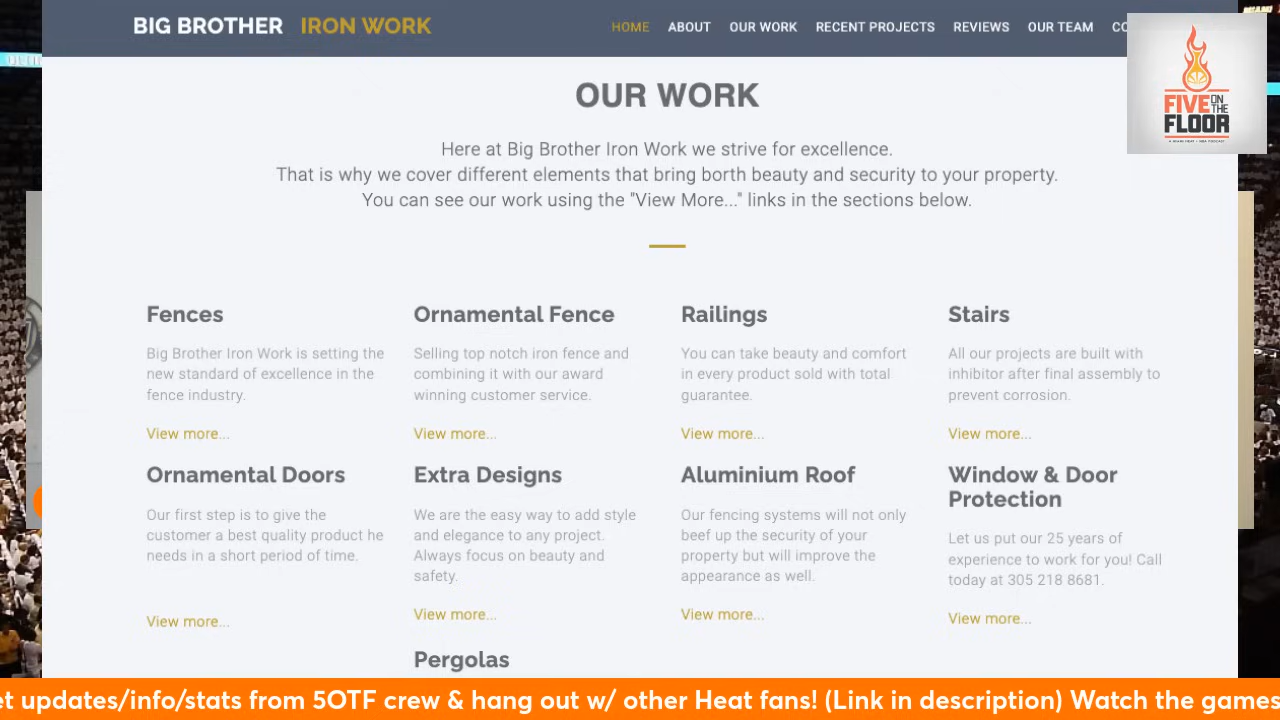 BIG BROTHER IRON WORK
HOME ABOUT OUR WORK RECENT PROJECTS REVIEWS OUR TEAM
FIVE ON THE FLOOR
OUR WORK
Here at Big Brother Iron Work we strive for excellence.
That is why we cover different elements that bring borth beauty and security to your property.
You can see our work using the "View More..." links in the sections below.
Fences
Big Brother Iron Work is setting the
new standard of excellence in the
fence industry.
View more...
Ornamental Fence
Selling top notch iron fence and
combining it with our award
winning customer service.
View more...
Railings
You can take beauty and comfort
in every product sold with total
guarantee.
View more...
Stairs
All our projects are built with
inhibitor after final assembly to
prevent corrosion.
View more...
Ornamental Doors
Our first step is to give the
customer a best quality product he
needs in a short period of time.
View more...
Extra Designs
We are the easy way to add style
and elegance to any project.
Always focus on beauty and
safety.
View more...
Aluminium Roof
Our fencing systems will not only
beef up the security of your
property but will improve the
appearance as well.
View more...
Window & Door
Protection
Let us put our 25 years of
experience to work for you! Call
today at 305 218 8681.
View more...
Pergolas
et updates/info/stats from 5OTF crew & hang out w/ other Heat fans! (Link in description) Watch the games